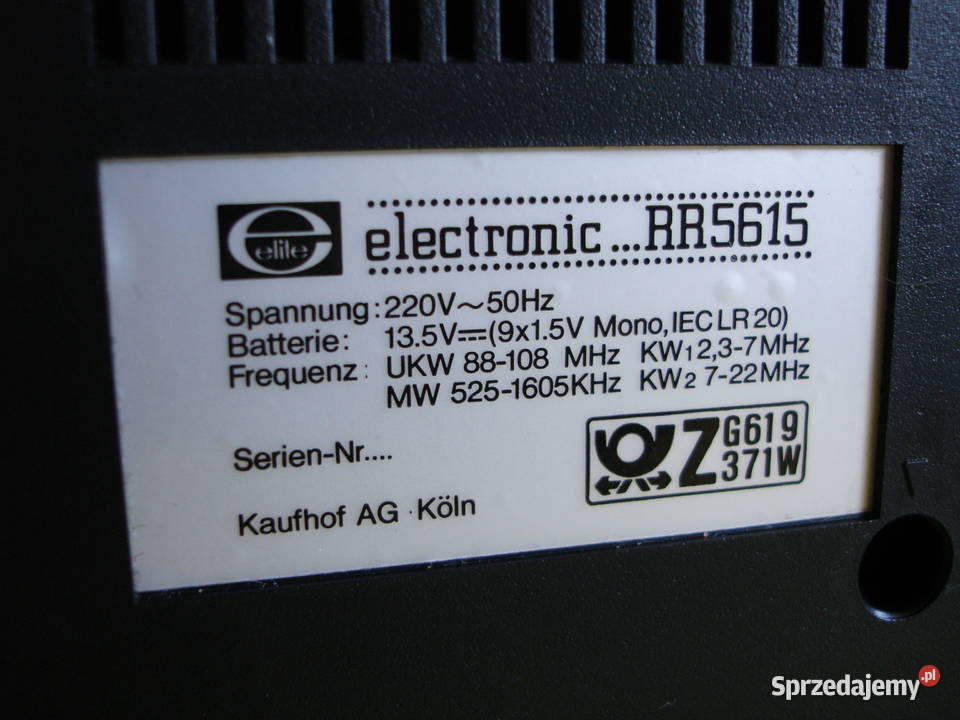 elite electronic...RR5615
Spannung: 220V~50Hz
Batterie: 13.5V⎓(9x1.5V Mono, IEC LR 20)
Frequenz: UKW 88-108 MHz KW₁ 2,3-7MHz
MW 525-1605KHz KW₂ 7-22MHz
Serien-Nr....
Z G619
371W
Kaufhof AG · Köln
Sprzedajemy.pl